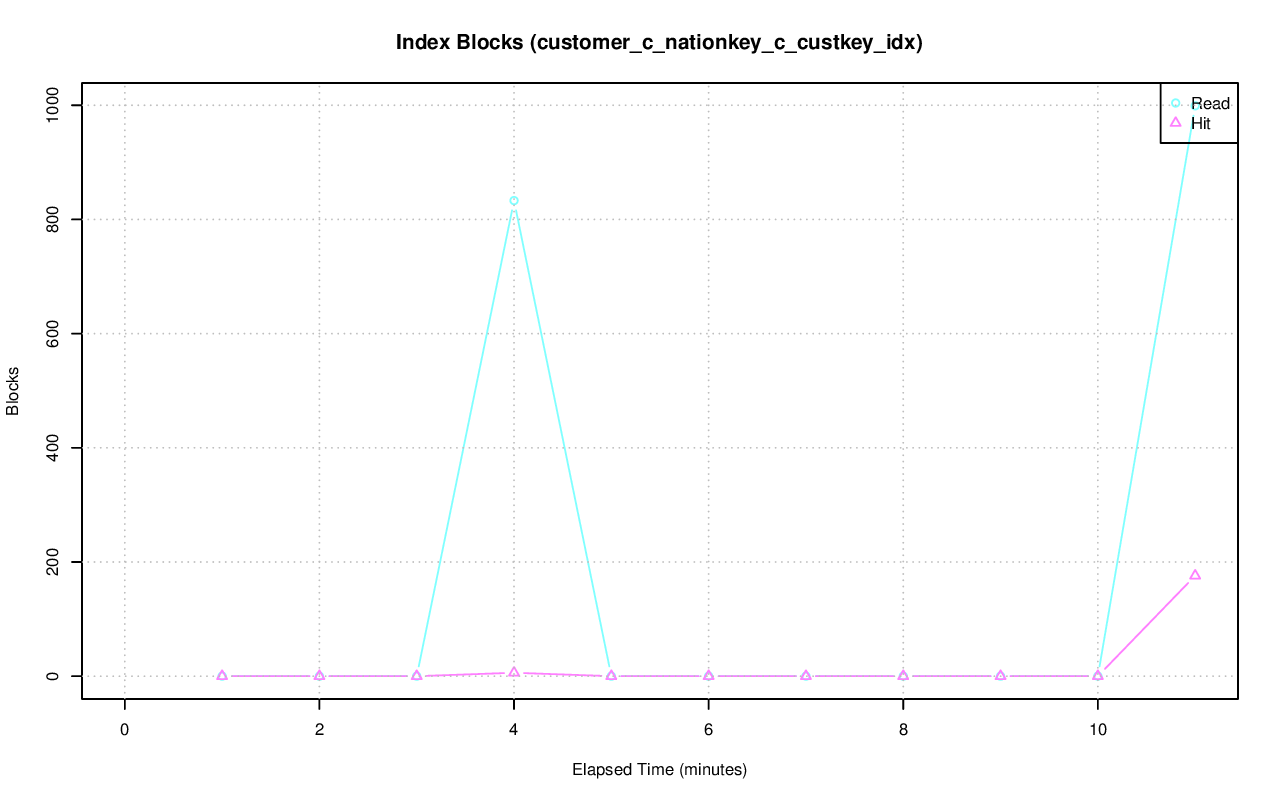 Index Blocks (customer_c_nationkey_c_custkey_idx)
Read
Hit
1000
800
600
400
200
0
Blocks
0 2 4 6 8 10
Elapsed Time (minutes)